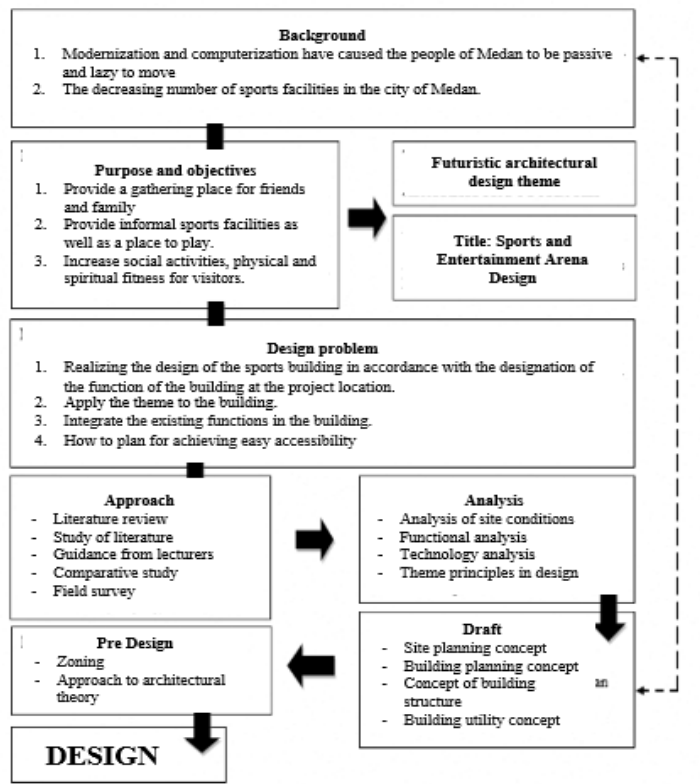 Background
1. Modernization and computerization have caused the people of Medan to be passive
and lazy to move
2. The decreasing number of sports facilities in the city of Medan.
Purpose and objectives
1. Provide a gathering place for friends
and family
2. Provide informal sports facilities as
well as a place to play.
3. Increase social activities, physical and
spiritual fitness for visitors.
Futuristic architectural
design theme
Title: Sports and
Entertainment Arena
Design
Design problem
1. Realizing the design of the sports building in accordance with the designation of
the function of the building at the project location.
2. Apply the theme to the building.
3. Integrate the existing functions in the building.
4. How to plan for achieving easy accessibility
Approach
- Literature review
- Study of literature
- Guidance from lecturers
- Comparative study
- Field survey
Analysis
- Analysis of site conditions
- Functional analysis
- Technology analysis
- Theme principles in design
Draft
- Site planning concept
- Building planning concept
- Concept of building an
structure
- Building utility concept
Pre Design
- Zoning
- Approach to architectural
theory
DESIGN